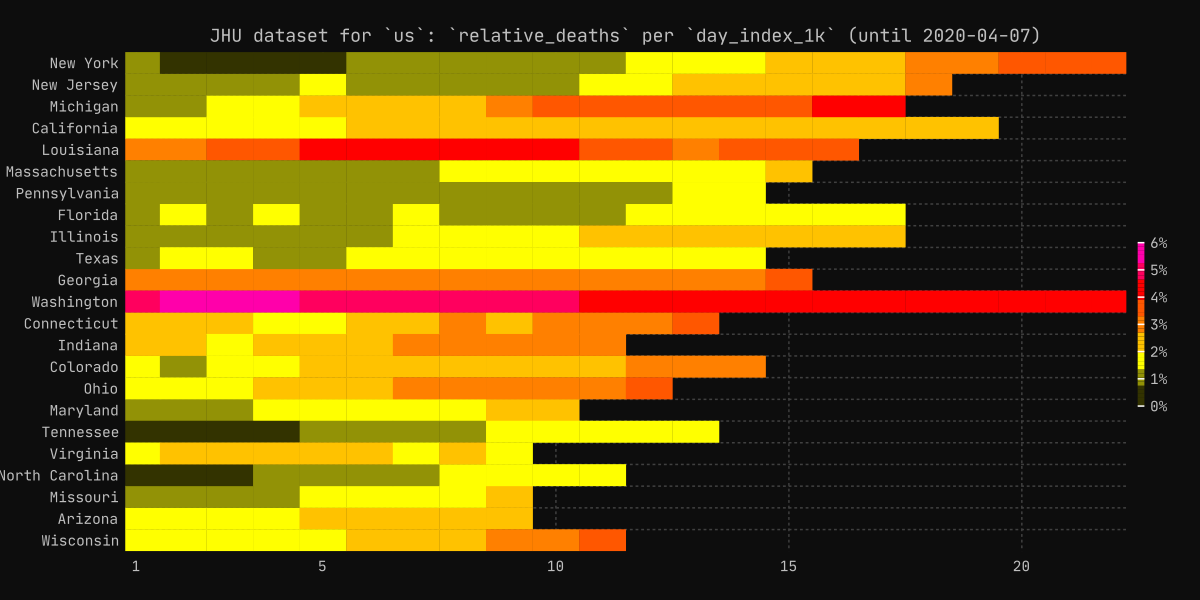 JHU dataset for `us`: `relative_deaths` per `day_index_1k` (until 2020-04-07)
New York
New Jersey
Michigan
California
Louisiana
Massachusetts
Pennsylvania
Florida
Illinois
Texas
Georgia
Washington
Connecticut
Indiana
Colorado
Ohio
Maryland
Tennessee
Virginia
North Carolina
Missouri
Arizona
Wisconsin
1 5 10 15 20
6%
5%
4%
3%
2%
1%
0%